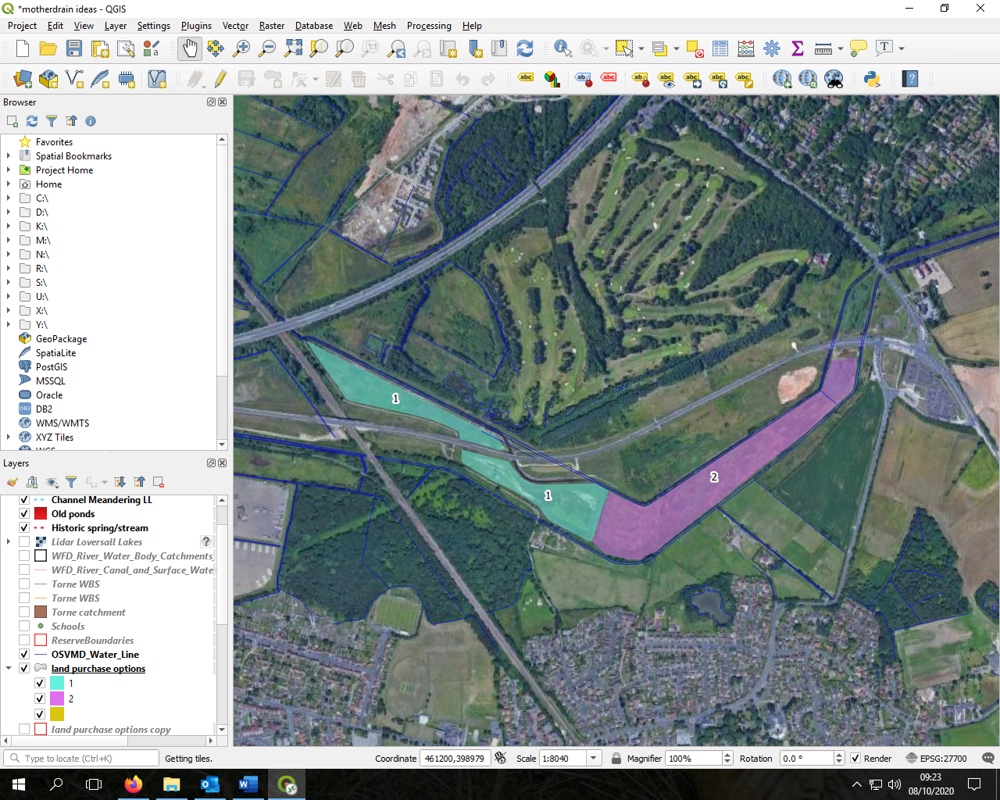 *motherdrain ideas - QGIS
Project Edit View Layer Settings Plugins Vector Raster Database Web Mesh Processing Help
Browser
Favorites
Spatial Bookmarks
Project Home
Home
C:\
D:\
K:\
M:\
N:\
R:\
S:\
U:\
X:\
Y:\
GeoPackage
SpatiaLite
PostGIS
MSSQL
Oracle
DB2
WMS/WMTS
XYZ Tiles
Layers
Channel Meandering LL
Old ponds
Historic spring/stream
Lidar Loversall Lakes
WFD_River_Water_Body_Catchments_
WFD_River_Canal_and_Surface_Wate
Torne WBS
Torne WBS
Torne catchment
Schools
ReserveBoundaries
OSVMD_Water_Line
land purchase options
1
2
land purchase options copy
1
1
2
Type to locate (Ctrl+K) Getting tiles. Coordinate 461200,398979 Scale 1:8040 Magnifier 100% Rotation 0.0 ° Render EPSG:27700
09:23
08/10/2020